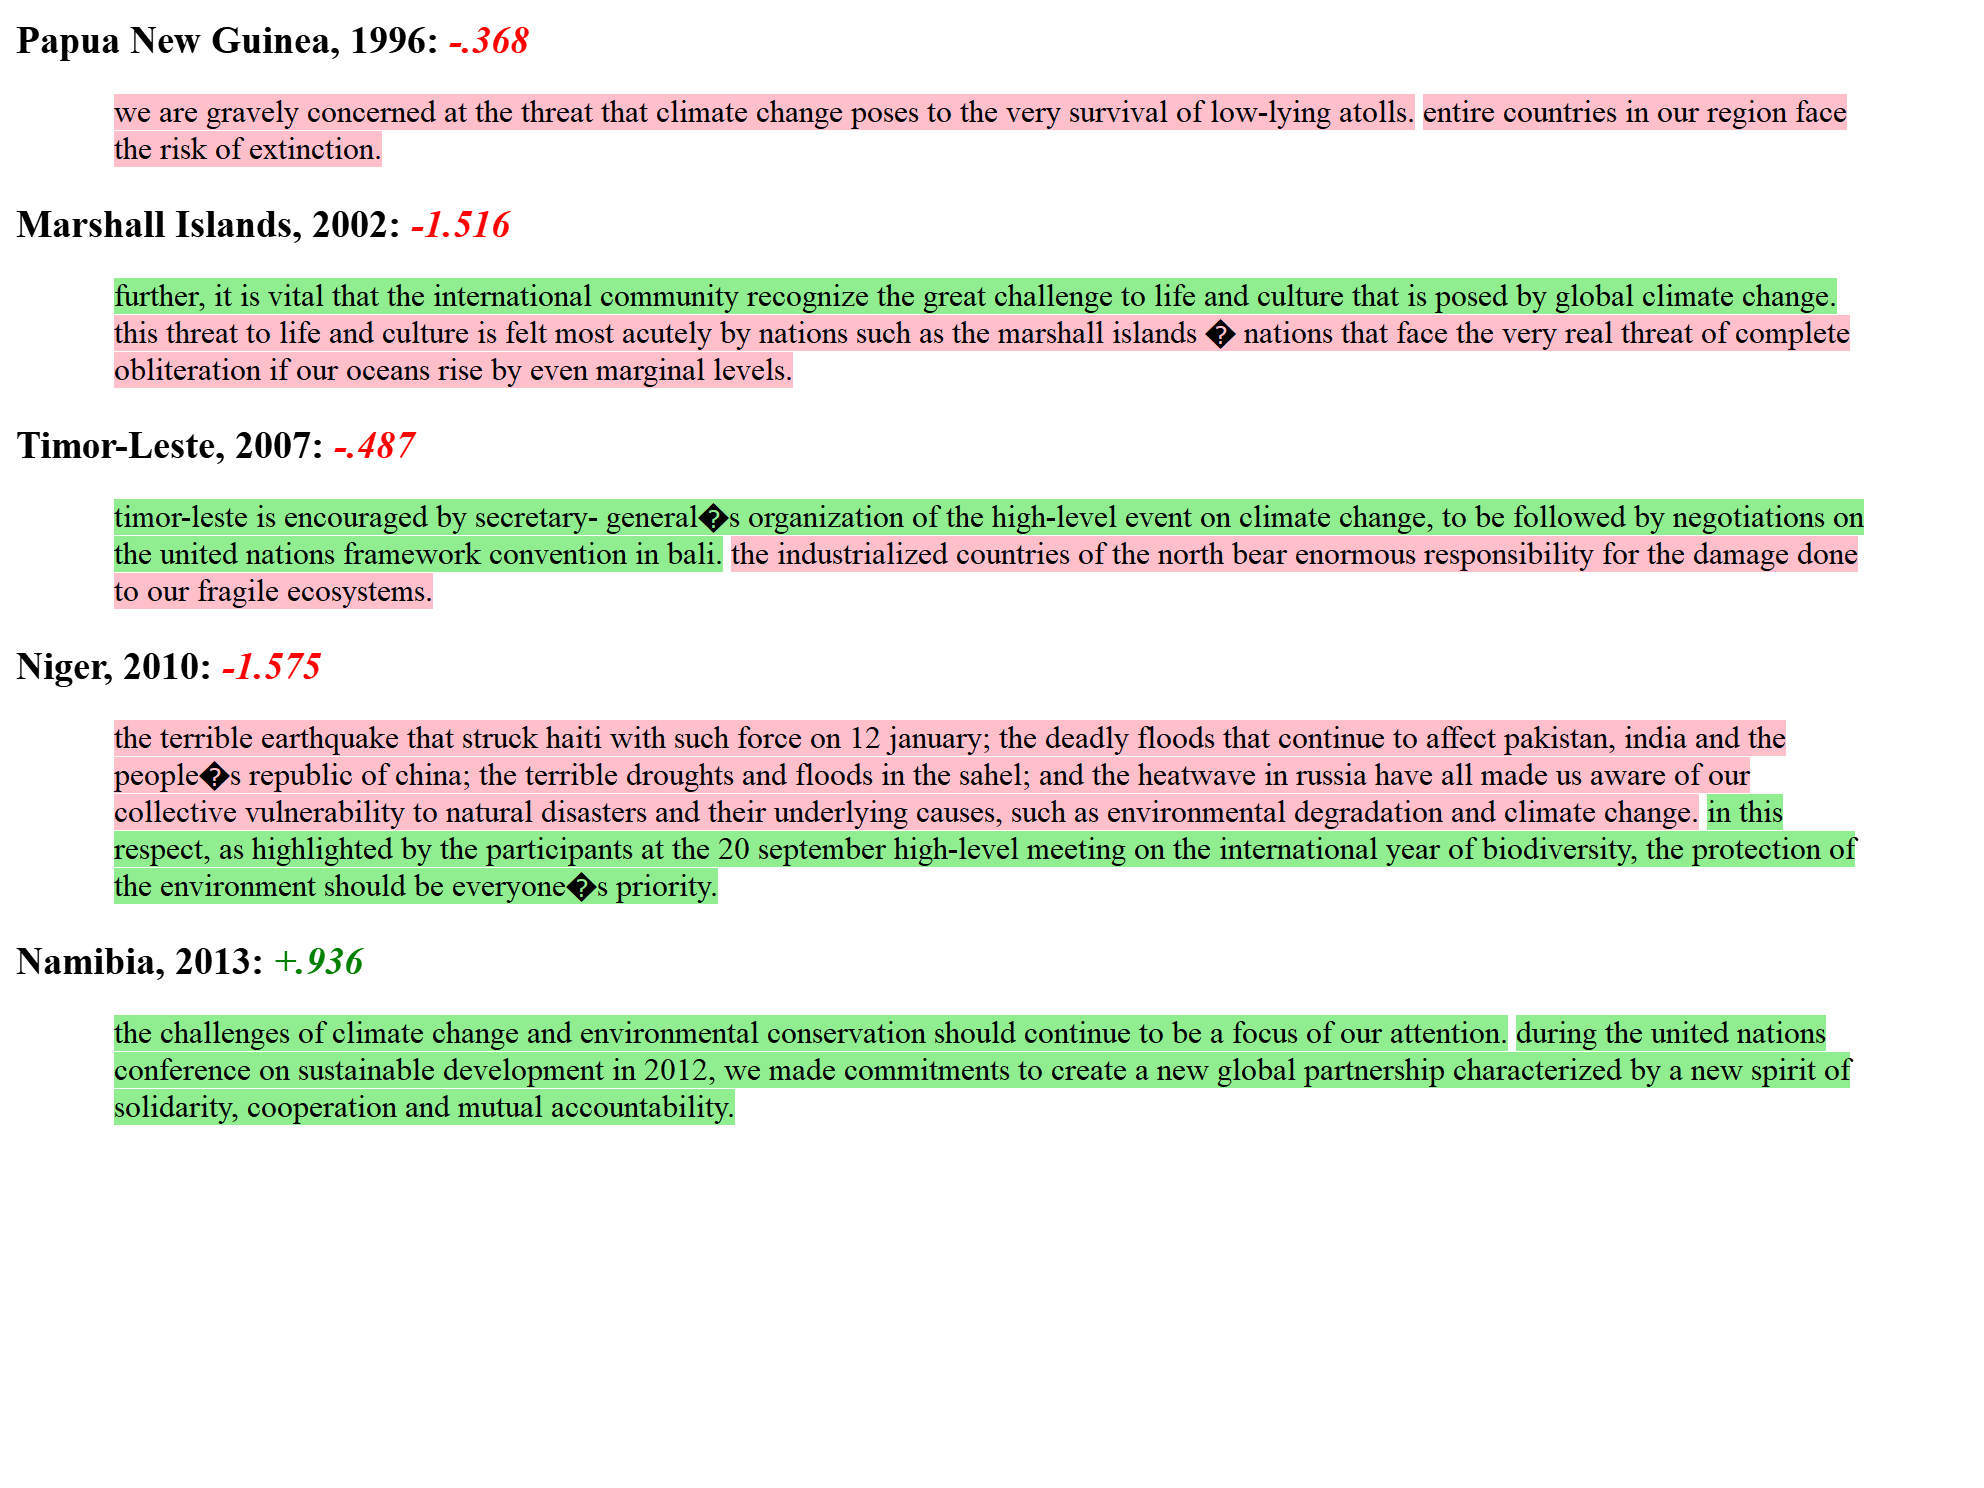 Papua New Guinea, 1996: -.368
we are gravely concerned at the threat that climate change poses to the very survival of low-lying atolls. entire countries in our region face
the risk of extinction.
Marshall Islands, 2002: -1.516
further, it is vital that the international community recognize the great challenge to life and culture that is posed by global climate change.
this threat to life and culture is felt most acutely by nations such as the marshall islands � nations that face the very real threat of complete
obliteration if our oceans rise by even marginal levels.
Timor-Leste, 2007: -.487
timor-leste is encouraged by secretary- general�s organization of the high-level event on climate change, to be followed by negotiations on
the united nations framework convention in bali. the industrialized countries of the north bear enormous responsibility for the damage done
to our fragile ecosystems.
Niger, 2010: -1.575
the terrible earthquake that struck haiti with such force on 12 january; the deadly floods that continue to affect pakistan, india and the
people�s republic of china; the terrible droughts and floods in the sahel; and the heatwave in russia have all made us aware of our
collective vulnerability to natural disasters and their underlying causes, such as environmental degradation and climate change. in this
respect, as highlighted by the participants at the 20 september high-level meeting on the international year of biodiversity, the protection of
the environment should be everyone�s priority.
Namibia, 2013: +.936
the challenges of climate change and environmental conservation should continue to be a focus of our attention. during the united nations
conference on sustainable development in 2012, we made commitments to create a new global partnership characterized by a new spirit of
solidarity, cooperation and mutual accountability.